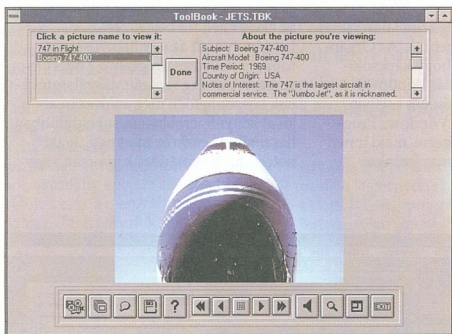 ToolBook - JETS.TBK
Click a picture name to view it:
747 in Flight
Boeing 747-400
Done
About the picture you're viewing:
Subject: Boeing 747-400
Aircraft Model: Boeing 747-400
Time Period: 1969
Country of Origin: USA
Notes of Interest: The 747 is the largest aircraft in
commercial service. The "Jumbo Jet", as it is nicknamed.
?
EXIT